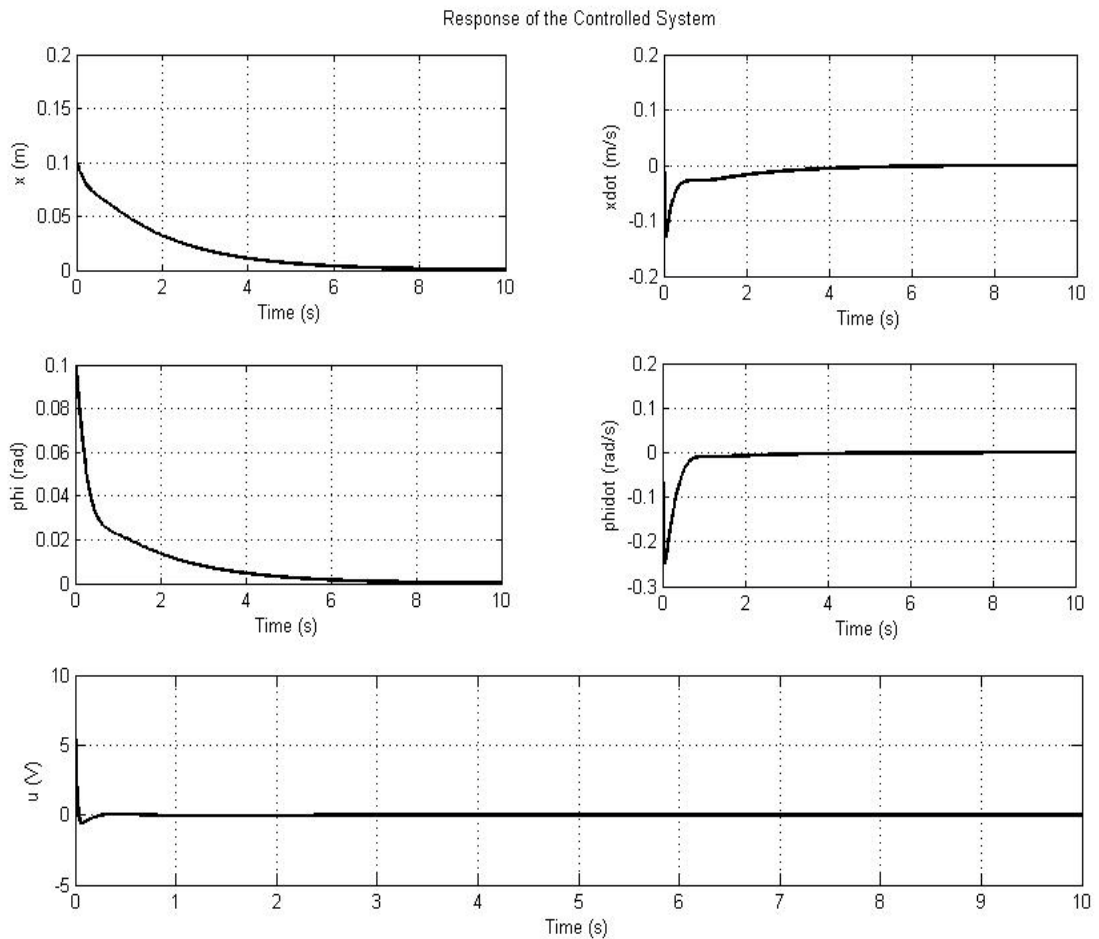 Response of the Controlled System
0.2
0.15
0.1
0.05
0
x (m)
0 2 4 6 8 10
Time (s)
0.2
0.1
0
-0.1
-0.2
xdot (m/s)
0 2 4 6 8 10
Time (s)
0.1
0.08
0.06
0.04
0.02
0
phi (rad)
0 2 4 6 8 10
Time (s)
0.2
0.1
0
-0.1
-0.2
-0.3
phidot (rad/s)
0 2 4 6 8 10
Time (s)
10
5
0
-5
u (V)
0 1 2 3 4 5 6 7 8 9 10
Time (s)